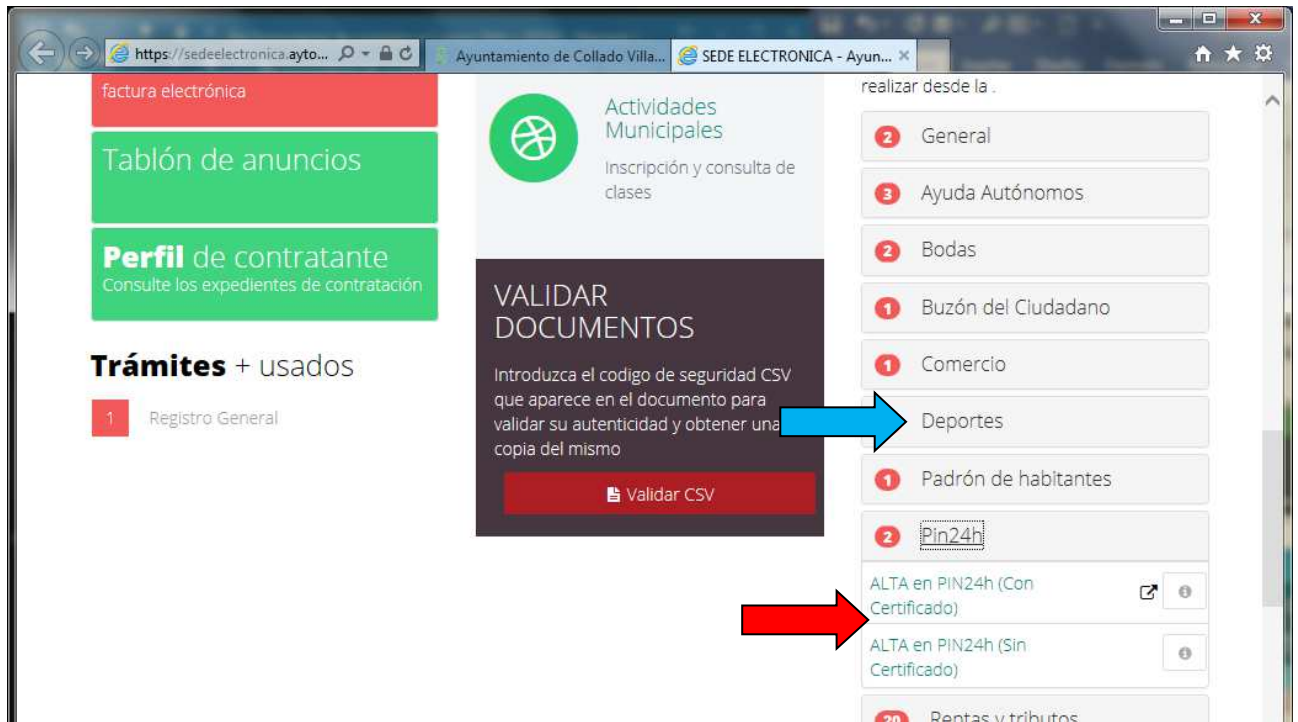 https://sedeelectronica.ayto...
Ayuntamiento de Collado Villa...
SEDE ELECTRONICA - Ayun...
factura electrónica
Tablón de anuncios
Perfil de contratante
Consulte los expedientes de contratación
Trámites + usados
1 Registro General
Actividades
Municipales
Inscripción y consulta de
clases
VALIDAR
DOCUMENTOS
Introduzca el codigo de seguridad CSV
que aparece en el documento para
validar su autenticidad y obtener una
copia del mismo
Validar CSV
realizar desde la .
2 General
3 Ayuda Autónomos
2 Bodas
1 Buzón del Ciudadano
1 Comercio
Deportes
1 Padrón de habitantes
2 Pin24h
ALTA en PIN24h (Con
Certificado)
ALTA en PIN24h (Sin
Certificado)
20 Rentas y tributos